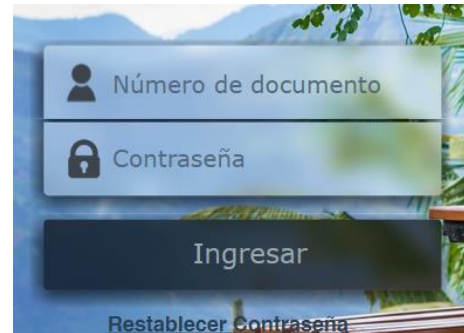 Número de documento
Contraseña
Ingresar
Restablecer Contraseña